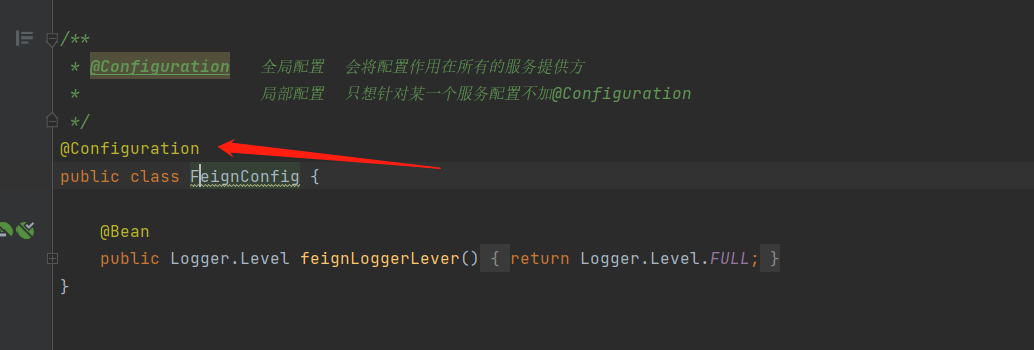 /**
* @Configuration 全局配置 会将配置作用在所有的服务提供方
* 局部配置 只想针对某一个服务配置不加@Configuration
*/
@Configuration
public class FeignConfig {
@Bean
public Logger.Level feignLoggerLever() { return Logger.Level.FULL; }
}